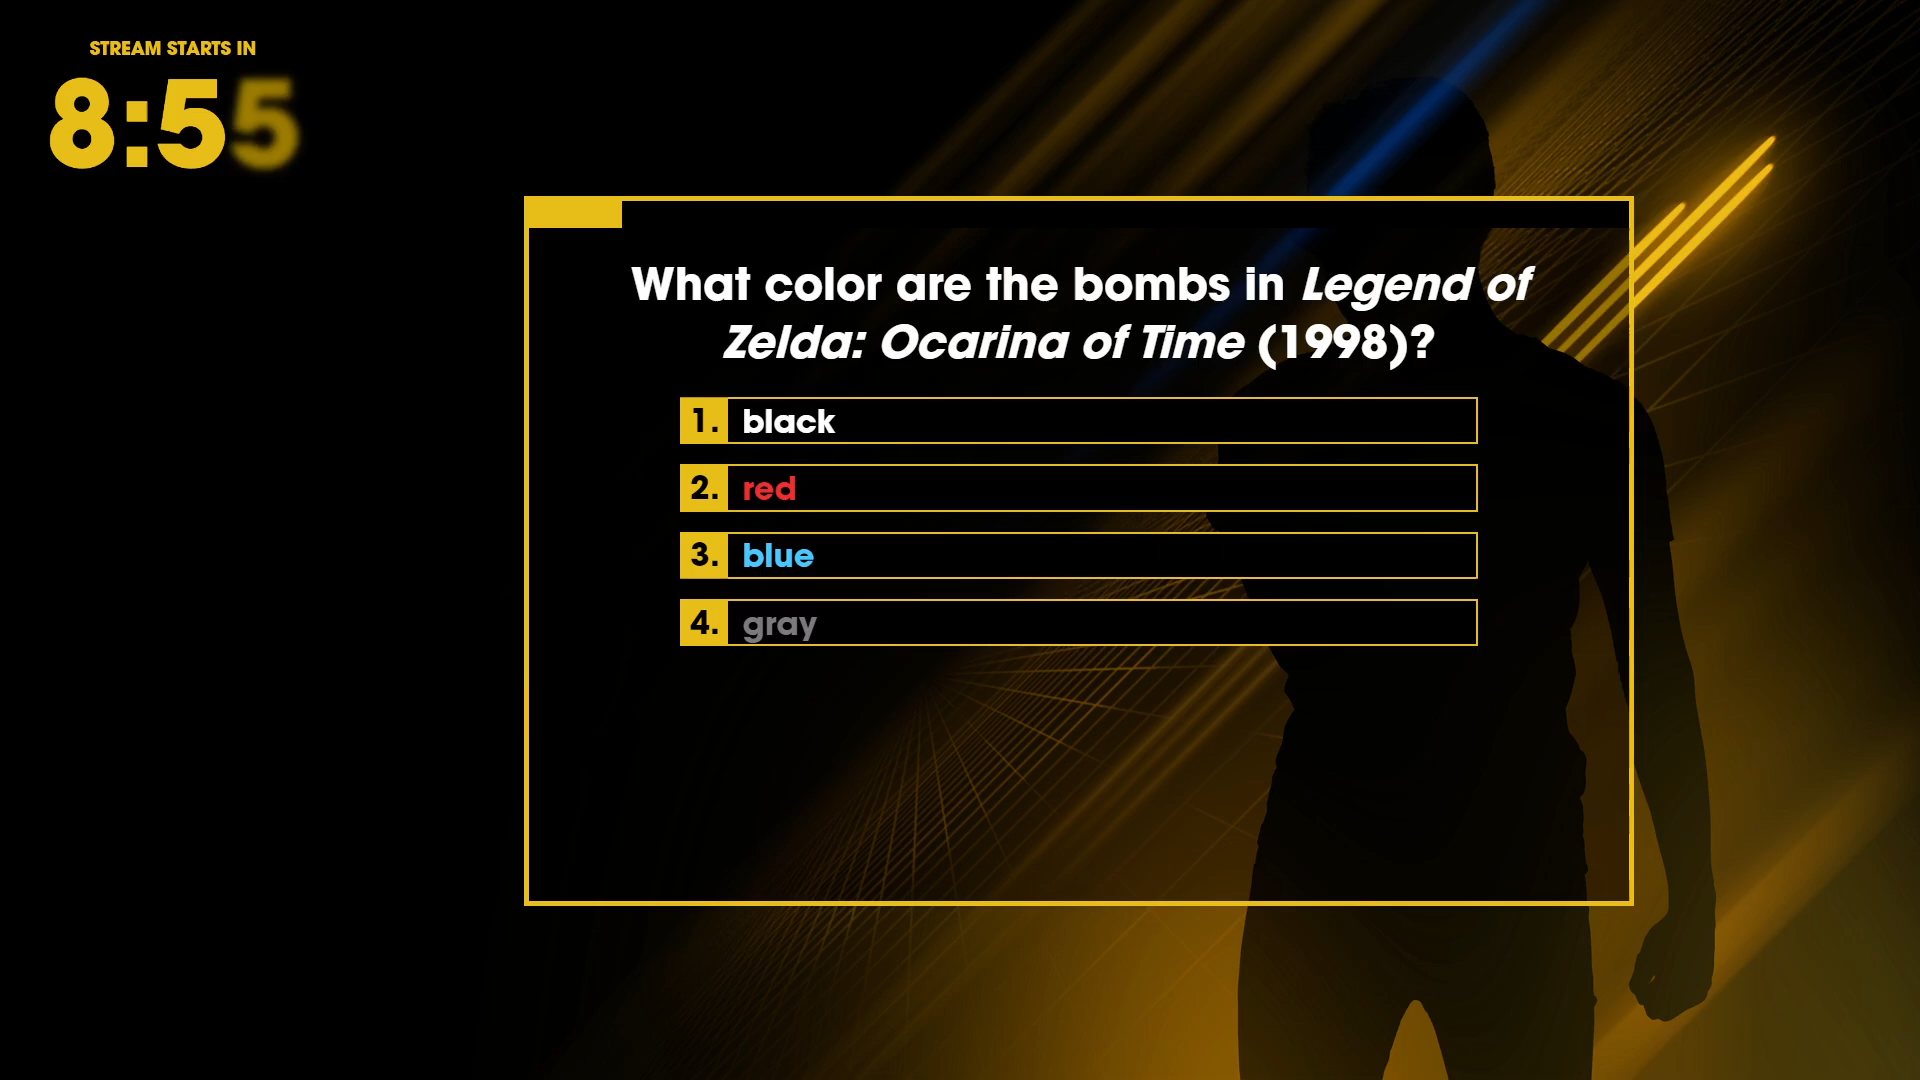 STREAM STARTS IN
8:55
What color are the bombs in Legend of
Zelda: Ocarina of Time (1998)?
1. black
2. red
3. blue
4. gray